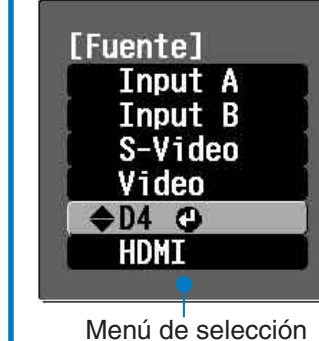 [Fuente]
Input A
Input B
S-Video
Video
D4
HDMI
Menú de selección